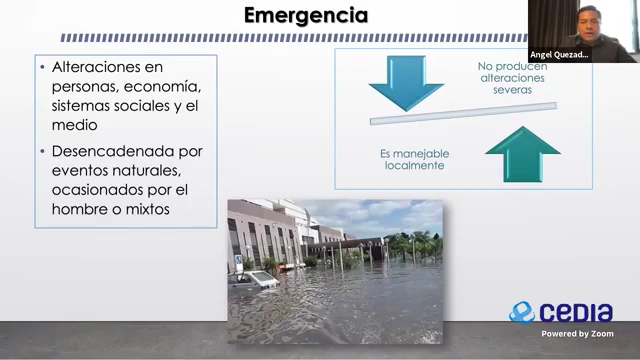 Emergencia
Angel Quezad...
• Alteraciones en
personas, economía,
sistemas sociales y el
medio
• Desencadenada por
eventos naturales,
ocasionados por el
hombre o mixtos
No producen
alteraciones
severas
Es manejable
localmente
CEDIA
Powered by Zoom